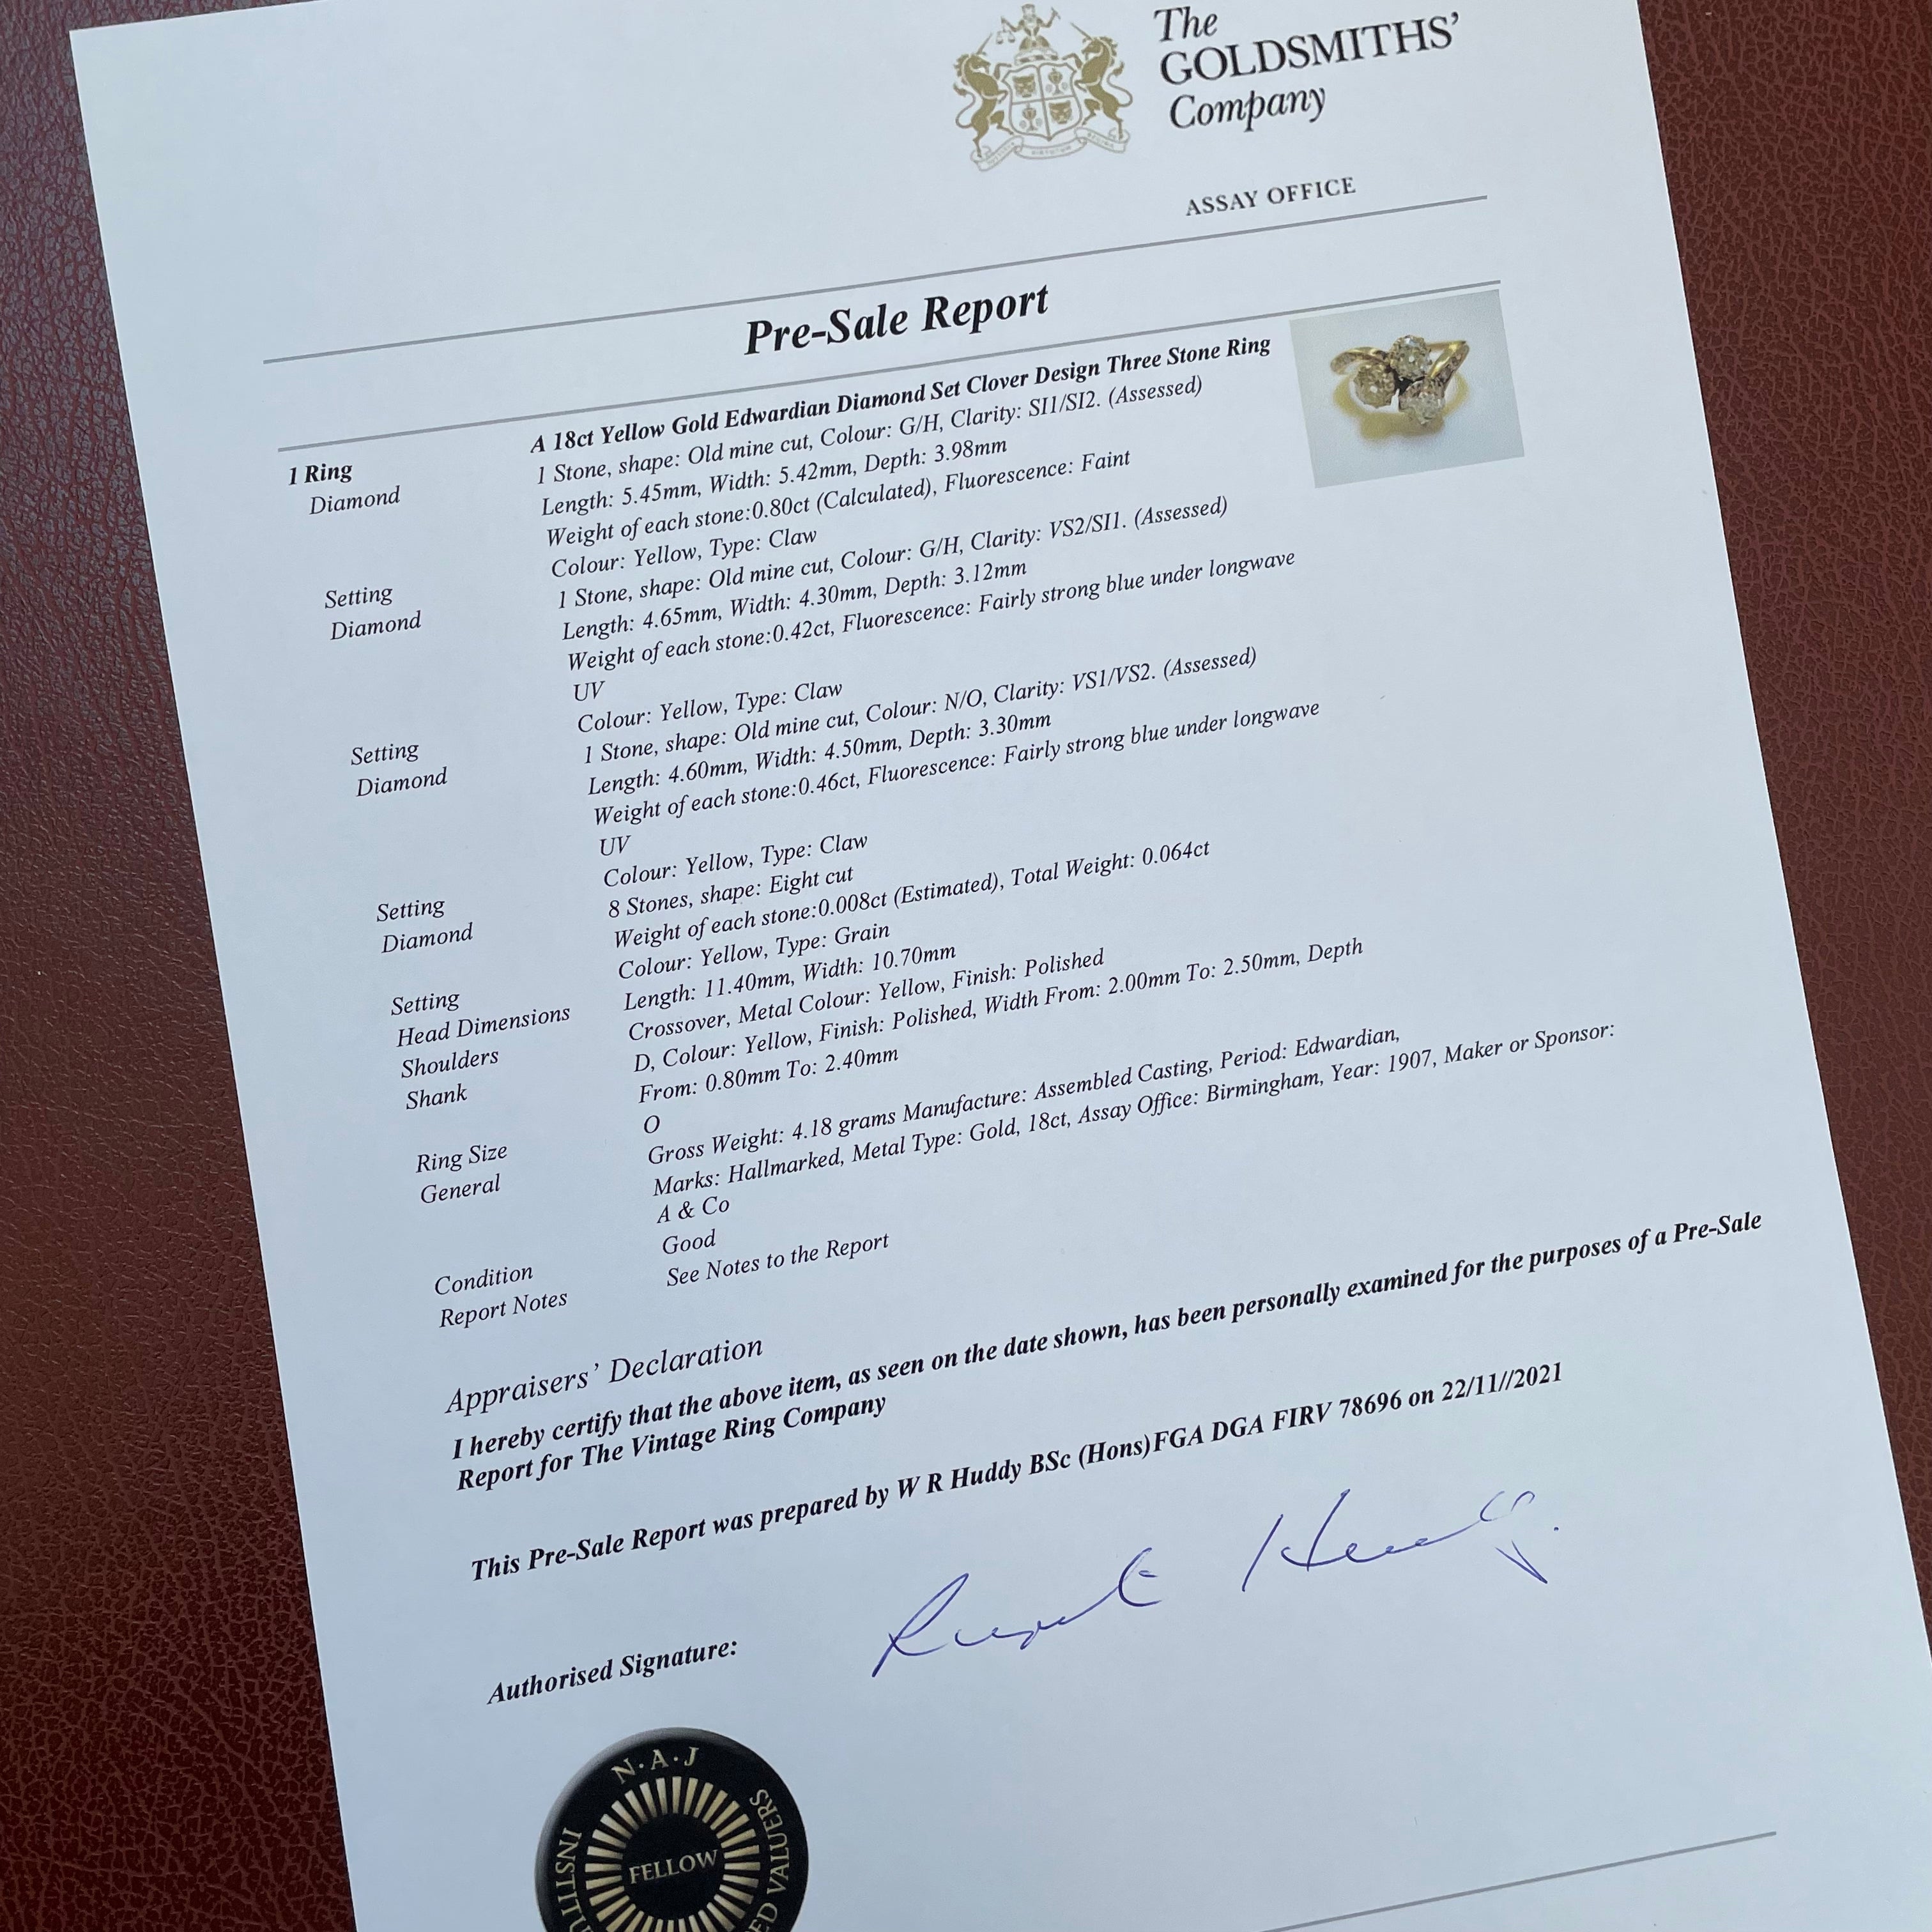 The
GOLDSMITHS'
Company
ASSAY OFFICE
Pre-Sale Report
1 Ring A 18ct Yellow Gold Edwardian Diamond Set Clover Design Three Stone Ring
Diamond 1 Stone, shape: Old mine cut, Colour: G/H, Clarity: SI1/SI2. (Assessed)
Length: 5.45mm, Width: 5.42mm, Depth: 3.98mm
Weight of each stone:0.80ct (Calculated), Fluorescence: Faint
Setting Colour: Yellow, Type: Claw
Diamond 1 Stone, shape: Old mine cut, Colour: G/H, Clarity: VS2/SI1. (Assessed)
Length: 4.65mm, Width: 4.30mm, Depth: 3.12mm
Weight of each stone:0.42ct, Fluorescence: Fairly strong blue under longwave
UV
Setting Colour: Yellow, Type: Claw
Diamond 1 Stone, shape: Old mine cut, Colour: N/O, Clarity: VS1/VS2. (Assessed)
Length: 4.60mm, Width: 4.50mm, Depth: 3.30mm
Weight of each stone:0.46ct, Fluorescence: Fairly strong blue under longwave
UV
Setting Colour: Yellow, Type: Claw
Diamond 8 Stones, shape: Eight cut
Weight of each stone:0.008ct (Estimated), Total Weight: 0.064ct
Setting Colour: Yellow, Type: Grain
Head Dimensions Length: 11.40mm, Width: 10.70mm
Shoulders Crossover, Metal Colour: Yellow, Finish: Polished
Shank D, Colour: Yellow, Finish: Polished, Width From: 2.00mm To: 2.50mm, Depth
From: 0.80mm To: 2.40mm
Ring Size O
General Gross Weight: 4.18 grams Manufacture: Assembled Casting, Period: Edwardian,
Marks: Hallmarked, Metal Type: Gold, 18ct, Assay Office: Birmingham, Year: 1907, Maker or Sponsor:
A & Co
Condition Good
Report Notes See Notes to the Report
Appraisers' Declaration
I hereby certify that the above item, as seen on the date shown, has been personally examined for the purposes of a Pre-Sale
Report for The Vintage Ring Company
This Pre-Sale Report was prepared by W R Huddy BSc (Hons)FGA DGA FIRV 78696 on 22/11//2021
Authorised Signature:
N·A·J
FELLOW
VALUERS